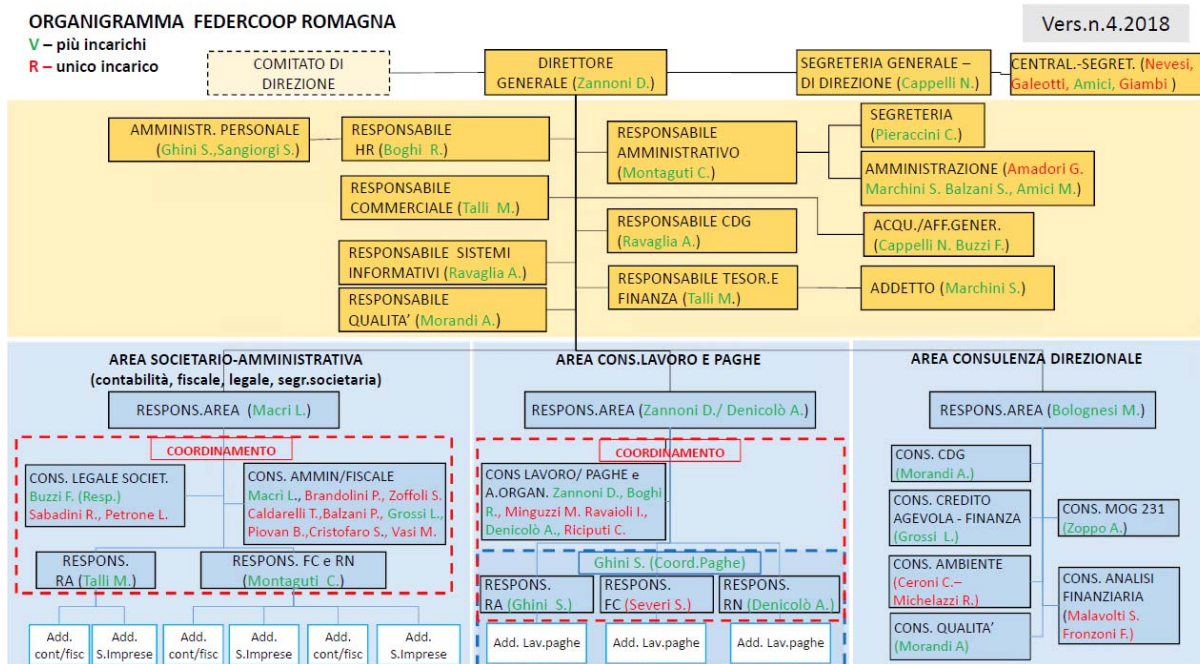 ORGANIGRAMMA FEDERCOOP ROMAGNA
V – più incarichi
R – unico incarico
Vers.n.4.2018
COMITATO DI
DIREZIONE
DIRETTORE
GENERALE (Zannoni D.)
SEGRETERIA GENERALE –
DI DIREZIONE (Cappelli N.)
CENTRAL.-SEGRET. (Nevesi,
Galeotti, Amici, Giambi )
AMMINISTR. PERSONALE
(Ghini S.,Sangiorgi S.)
RESPONSABILE
HR (Boghi R.)
RESPONSABILE
AMMINISTRATIVO
(Montaguti C.)
SEGRETERIA
(Pieraccini C.)
AMMINISTRAZIONE (Amadori G.
Marchini S. Balzani S., Amici M.)
RESPONSABILE
COMMERCIALE (Talli M.)
RESPONSABILE CDG
(Ravaglia A.)
ACQU./AFF.GENER.
(Cappelli N. Buzzi F.)
RESPONSABILE SISTEMI
INFORMATIVI (Ravaglia A.)
RESPONSABILE TESOR.E
FINANZA (Talli M.)
ADDETTO (Marchini S.)
RESPONSABILE
QUALITA’ (Morandi A.)
AREA SOCIETARIO-AMMINISTRATIVA
(contabilità, fiscale, legale, segr.societaria)
RESPONS.AREA (Macrì L.)
COORDINAMENTO
CONS. LEGALE SOCIET.
Buzzi F. (Resp.)
Sabadini R., Petrone L.
CONS. AMMIN/FISCALE
Macrì L., Brandolini P., Zoffoli S.
Caldarelli T.,Balzani P., Grossi L.,
Piovan B.,Cristofaro S., Vasi M.
RESPONS.
RA (Talli M.)
RESPONS. FC e RN
(Montaguti C.)
Add.
cont/fisc
Add.
S.Imprese
Add.
cont/fisc
Add.
S.Imprese
Add.
cont/fisc
Add.
S.Imprese
AREA CONS.LAVORO E PAGHE
RESPONS.AREA (Zannoni D./ Denicolò A.)
COORDINAMENTO
CONS LAVORO/ PAGHE e
A.ORGAN. Zannoni D., Boghi
R., Minguzzi M. Ravaioli I.,
Denicolò A., Riciputi C.
Ghini S. (Coord.Paghe)
RESPONS.
RA (Ghini S.)
RESPONS.
FC (Severi S.)
RESPONS.
RN (Denicolò A.)
Add. Lav.paghe
Add. Lav.paghe
Add. Lav.paghe
AREA CONSULENZA DIREZIONALE
RESPONS.AREA (Bolognesi M.)
CONS. CDG
(Morandi A.)
CONS. CREDITO
AGEVOLA - FINANZA
(Grossi L.)
CONS. MOG 231
(Zoppo A.)
CONS. AMBIENTE
(Ceroni C.–
Michelazzi R.)
CONS. ANALISI
FINANZIARIA
(Malavolti S.
Fronzoni F.)
CONS. QUALITA’
(Morandi A)